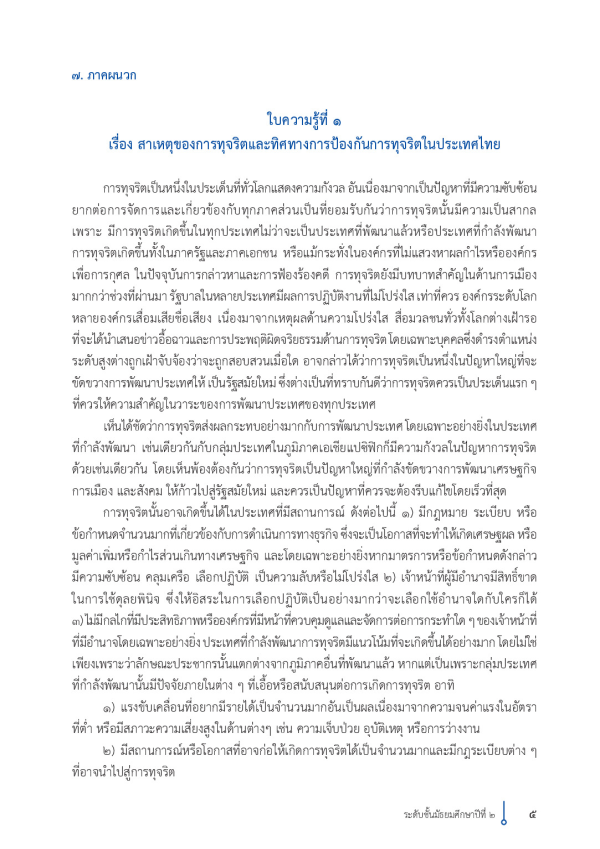 ๗. ภาคผนวก
ใบความรู้ที่ ๑
เรื่อง สาเหตุของการทุจริตและทิศทางการป้องกันการทุจริตในประเทศไทย
การทุจริตเป็นหนึ่งในประเด็นที่ทั่วโลกแสดงความกังวล อันเนื่องมาจากเป็นปัญหาที่มีความซับซ้อน
ยากต่อการจัดการและเกี่ยวข้องกับทุกภาคส่วนเป็นที่ยอมรับกันว่าการทุจริตนั้นมีความเป็นสากล
เพราะ มีการทุจริตเกิดขึ้นในทุกประเทศไม่ว่าจะเป็นประเทศที่พัฒนาแล้วหรือประเทศที่กำลังพัฒนา
การทุจริตเกิดขึ้นทั้งในภาครัฐและภาคเอกชน หรือแม้กระทั่งในองค์กรที่ไม่แสวงหาผลกำไรหรือองค์กร
เพื่อการกุศล ในปัจจุบันการกล่าวหาและการฟ้องร้องคดี การทุจริตยังมีบทบาทสำคัญในด้านการเมือง
มากกว่าช่วงที่ผ่านมา รัฐบาลในหลายประเทศมีผลการปฏิบัติงานที่ไม่โปร่งใส เท่าที่ควร องค์กรระดับโลก
หลายองค์กรเสื่อมเสียชื่อเสียง เนื่องมาจากเหตุผลด้านความโปร่งใส สื่อมวลชนทั่วทั้งโลกต่างเฝ้ารอ
ที่จะได้นำเสนอข่าวอื้อฉาวและการประพฤติผิดจริยธรรมด้านการทุจริต โดยเฉพาะบุคคลซึ่งดำรงตำแหน่ง
ระดับสูงต่างถูกเฝ้าจับจ้องว่าจะถูกสอบสวนเมื่อใด อาจกล่าวได้ว่าการทุจริตเป็นหนึ่งในปัญหาใหญ่ที่จะ
ขัดขวางการพัฒนาประเทศให้ เป็นรัฐสมัยใหม่ ซึ่งต่างเป็นที่ทราบกันดีว่าการทุจริตควรเป็นประเด็นแรก ๆ
ที่ควรให้ความสำคัญในวาระของการพัฒนาประเทศของทุกประเทศ
เห็นได้ชัดว่าการทุจริตส่งผลกระทบอย่างมากกับการพัฒนาประเทศ โดยเฉพาะอย่างยิ่งในประเทศ
ที่กำลังพัฒนา เช่นเดียวกันกับกลุ่มประเทศในภูมิภาคเอเชียแปซิฟิกก็มีความกังวลในปัญหาการทุจริต
ด้วยเช่นเดียวกัน โดยเห็นพ้องต้องกันว่าการทุจริตเป็นปัญหาใหญ่ที่กำลังขัดขวางการพัฒนาเศรษฐกิจ
การเมือง และสังคม ให้ก้าวไปสู่รัฐสมัยใหม่ และควรเป็นปัญหาที่ควรจะต้องรีบแก้ไขโดยเร็วที่สุด
การทุจริตนั้นอาจเกิดขึ้นได้ในประเทศที่มีสถานการณ์ ดังต่อไปนี้ ๑) มีกฎหมาย ระเบียบ หรือ
ข้อกำหนดจำนวนมากที่เกี่ยวข้องกับการดำเนินการทางธุรกิจ ซึ่งจะเป็นโอกาสที่จะทำให้เกิดเศรษฐผล หรือ
มูลค่าเพิ่มหรือกำไรส่วนเกินทางเศรษฐกิจ และโดยเฉพาะอย่างยิ่งหากมาตรการหรือข้อกำหนดดังกล่าว
มีความซับซ้อน คลุมเครือ เลือกปฏิบัติ เป็นความลับหรือไม่โปร่งใส ๒) เจ้าหน้าที่ผู้มีอำนาจมีสิทธิ์ขาด
ในการใช้ดุลยพินิจ ซึ่งให้อิสระในการเลือกปฏิบัติเป็นอย่างมากว่าจะเลือกใช้อำนาจใดกับใครก็ได้
๓) ไม่มีกลไกที่มีประสิทธิภาพหรือองค์กรที่มีหน้าที่ควบคุมดูแลและจัดการต่อการกระทำใด ๆ ของเจ้าหน้าที่
ที่มีอำนาจโดยเฉพาะอย่างยิ่ง ประเทศที่กำลังพัฒนาการทุจริตมีแนวโน้มที่จะเกิดขึ้นได้อย่างมาก โดยไม่ใช่
เพียงเพราะว่าลักษณะประชากรนั้นแตกต่างจากภูมิภาคอื่นที่พัฒนาแล้ว หากแต่เป็นเพราะกลุ่มประเทศ
ที่กำลังพัฒนานั้นมีปัจจัยภายในต่าง ๆ ที่เอื้อหรือสนับสนุนต่อการเกิดการทุจริต อาทิ
๑) แรงขับเคลื่อนที่อยากมีรายได้เป็นจำนวนมากอันเป็นผลเนื่องมาจากความจนค่าแรงในอัตรา
ที่ต่ำ หรือมีสภาวะความเสี่ยงสูงในด้านต่างๆ เช่น ความเจ็บป่วย อุบัติเหตุ หรือการว่างงาน
๒) มีสถานการณ์หรือโอกาสที่อาจก่อให้เกิดการทุจริตได้เป็นจำนวนมากและมีกฎระเบียบต่าง ๆ
ที่อาจนำไปสู่การทุจริต
ระดับชั้นมัธยมศึกษาปีที่ ๒ ๕